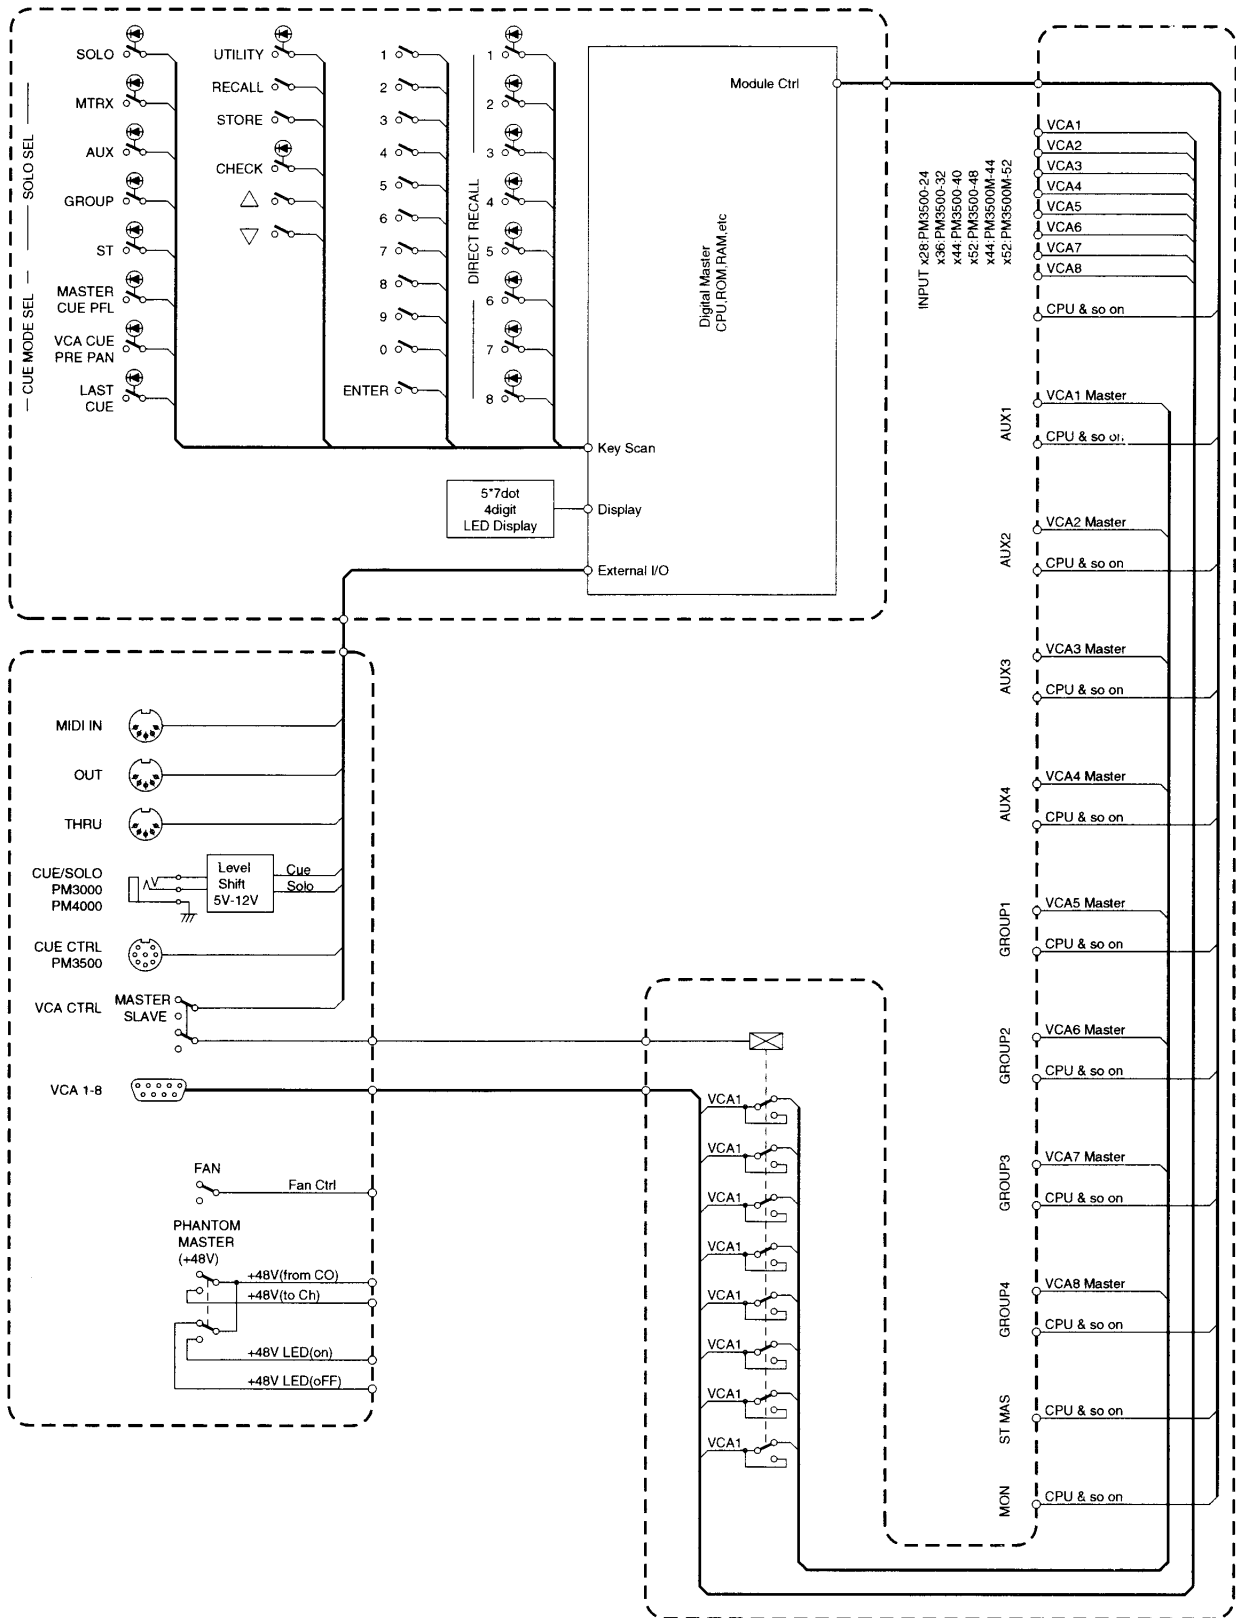 SOLO
MTRX
AUX
GROUP
ST
MASTER
CUE PFL
VCA CUE
PRE PAN
LAST
CUE
SOLO SEL
CUE MODE SEL
UTILITY
RECALL
STORE
CHECK
1
2
3
4
5
6
7
8
9
0
ENTER
DIRECT RECALL
1
2
3
4
5
6
7
8
Module Ctrl
Digital Master
CPU,ROM,RAM,etc
Key Scan
Display
External I/O
5*7dot
4digit
LED Display
INPUT x28:PM3500-24
x36:PM3500-32
x44:PM3500-40
x52:PM3500-48
x44:PM3500M-44
x52:PM3500M-52
VCA1
VCA2
VCA3
VCA4
VCA5
VCA6
VCA7
VCA8
CPU & so on
AUX1
VCA1 Master
CPU & so on
AUX2
VCA2 Master
CPU & so on
AUX3
VCA3 Master
CPU & so on
AUX4
VCA4 Master
CPU & so on
GROUP1
VCA5 Master
CPU & so on
GROUP2
VCA6 Master
CPU & so on
GROUP3
VCA7 Master
CPU & so on
GROUP4
VCA8 Master
CPU & so on
ST MAS
CPU & so on
MON
CPU & so on
MIDI IN
OUT
THRU
CUE/SOLO
PM3000
PM4000
Level
Shift
5V-12V
Cue
Solo
CUE CTRL
PM3500
VCA CTRL
MASTER
SLAVE
VCA 1-8
FAN
Fan Ctrl
PHANTOM
MASTER
(+48V)
+48V(from CO)
+48V(to Ch)
+48V LED(on)
+48V LED(oFF)
VCA1
VCA1
VCA1
VCA1
VCA1
VCA1
VCA1
VCA1